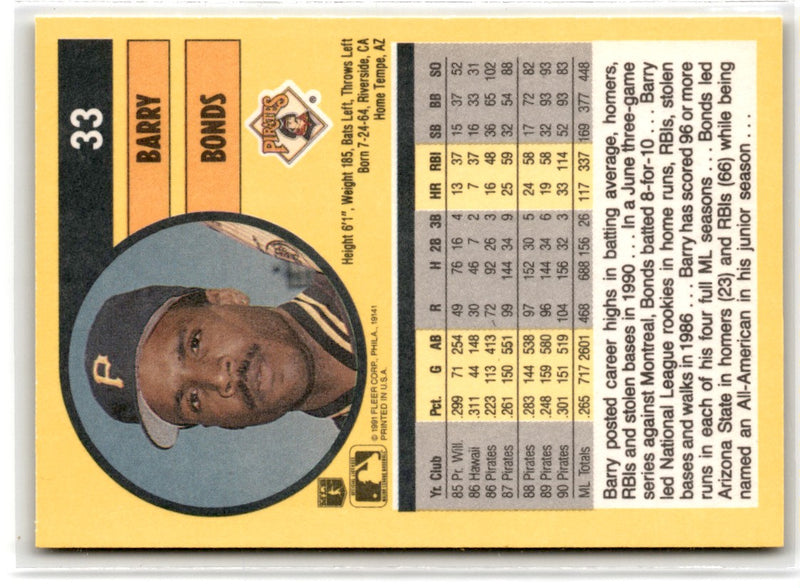 33
BARRY
BONDS
PIRATES
®
Height 6'1", Weight 185, Bats Left, Throws Left
Born 7-24-64, Riverside, CA
Home Tempe, AZ
P
© 1991 FLEER CORP., PHILA., 19141
PRINTED IN U.S.A.
Yr. Club Pct. G AB R H 2B 3B HR RBI SB BB SO
85 Pr. Will. .299 71 254 49 76 16 4 13 37 15 37 52
86 Hawaii .311 44 148 30 46 7 2 7 37 16 33 31
86 Pirates .223 113 413 72 92 26 3 16 48 36 65 102
87 Pirates .261 150 551 99 144 34 9 25 59 32 54 88
88 Pirates .283 144 538 97 152 30 5 24 58 17 72 82
89 Pirates .248 159 580 96 144 34 6 19 58 32 93 93
90 Pirates .301 151 519 104 156 32 3 33 114 52 93 83
ML Totals .265 717 2601 468 688 156 26 117 337 169 377 448
Barry posted career highs in batting average, homers,
RBIs and stolen bases in 1990 . . . In a June three-game
series against Montreal, Bonds batted 8-for-10 . . . Barry
led National League rookies in home runs, RBIs, stolen
bases and walks in 1986 . . . Barry has scored 96 or more
runs in each of his four full ML seasons . . . Bonds led
Arizona State in homers (23) and RBIs (66) while being
named an All-American in his junior season . . .